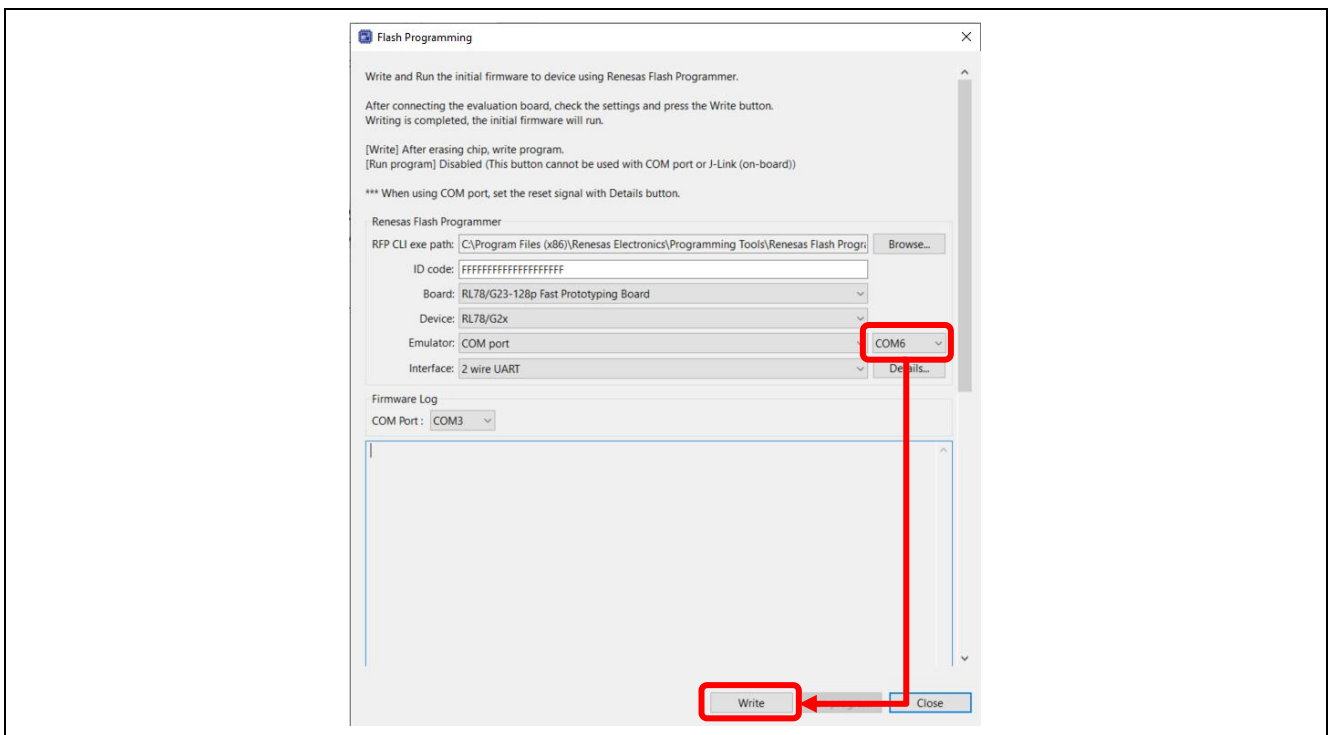 Flash Programming
Write and Run the initial firmware to device using Renesas Flash Programmer.
After connecting the evaluation board, check the settings and press the Write button.
Writing is completed, the initial firmware will run.
[Write] After erasing chip, write program.
[Run program] Disabled (This button cannot be used with COM port or J-Link (on-board))
*** When using COM port, set the reset signal with Details button.
Renesas Flash Programmer
RFP CLI exe path: C:\Program Files (x86)\Renesas Electronics\Programming Tools\Renesas Flash Progra Browse...
ID code: FFFFFFFFFFFFFFFFFFFF
Board: RL78/G23-128p Fast Prototyping Board
Device: RL78/G2x
Emulator: COM port COM6
Interface: 2 wire UART Details...
Firmware Log
COM Port : COM3
Write Close